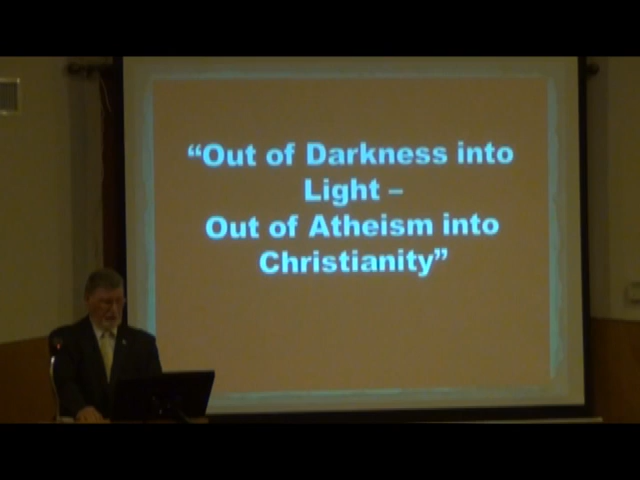 “Out of Darkness into
Light –
Out of Atheism into
Christianity”